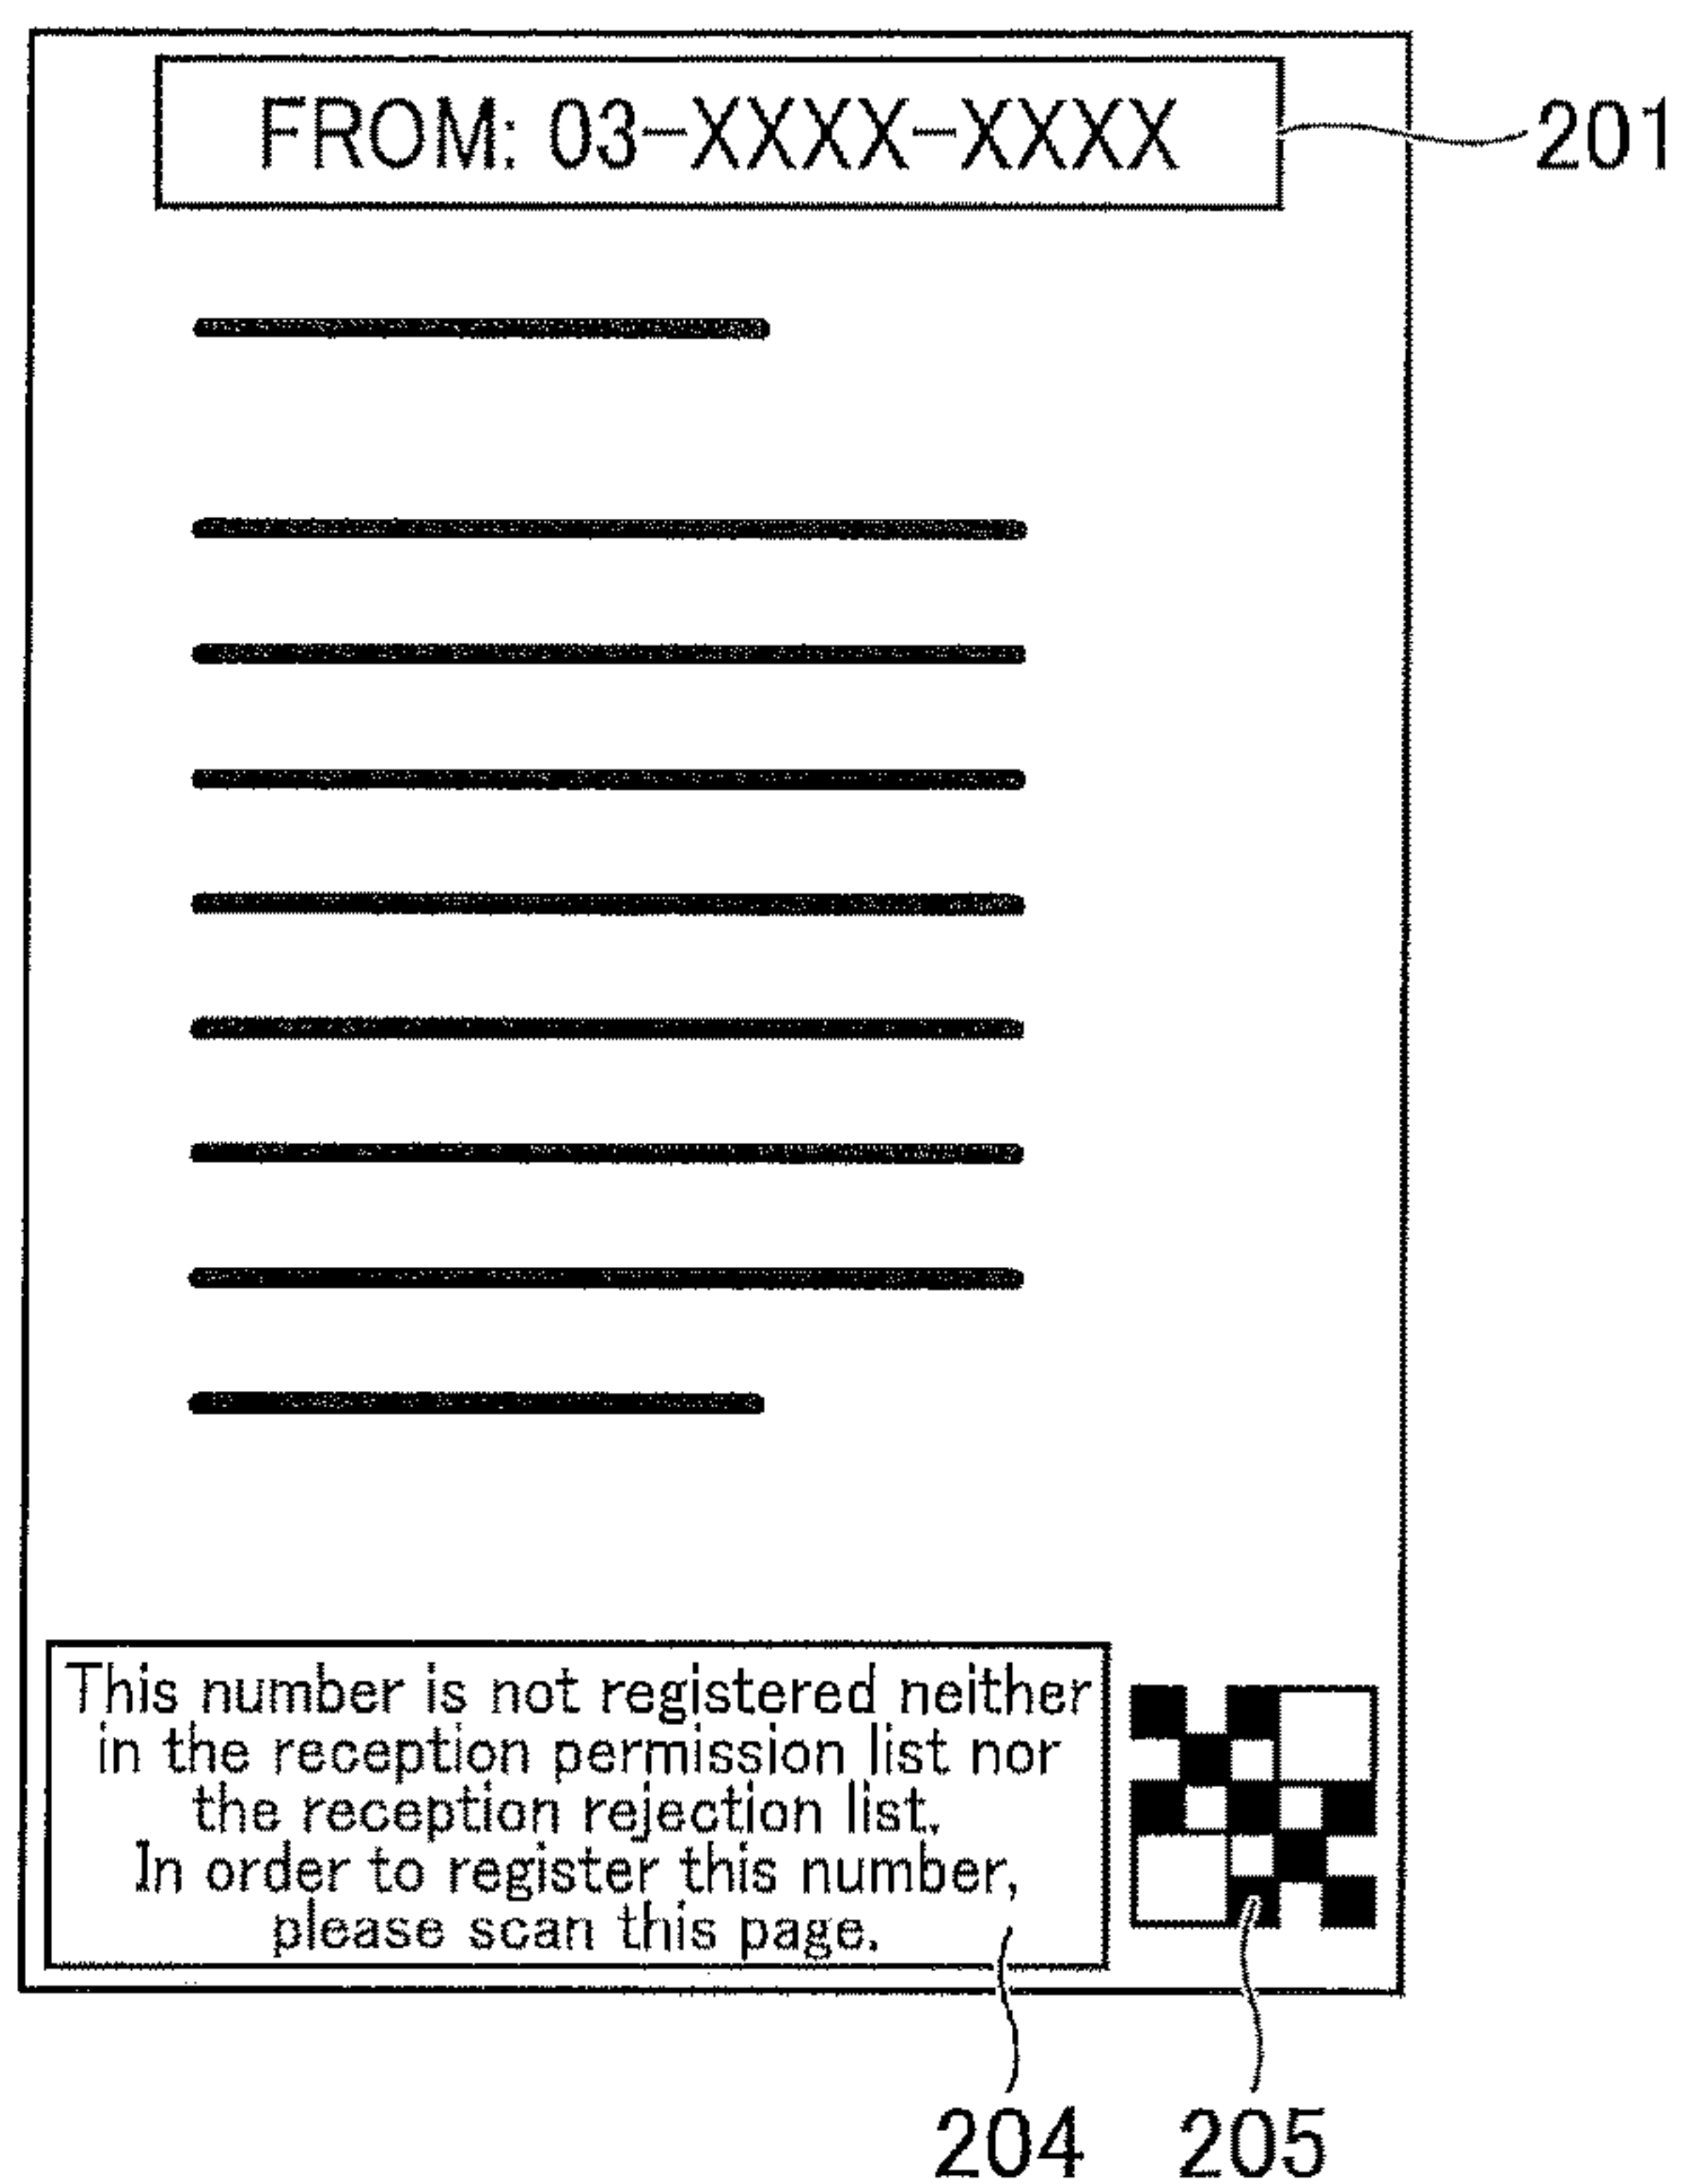 FROM: 03-XXXX-XXXX
201
This number is not registered neither
in the reception permission list nor
the reception rejection list.
In order to register this number,
please scan this page.
204
205